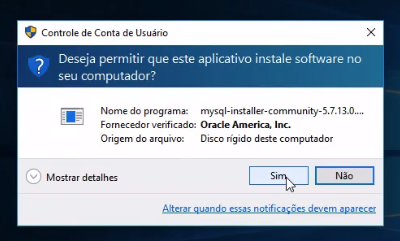 Controle de Conta de Usuário
Deseja permitir que este aplicativo instale software no
seu computador?
Nome do programa: mysql-installer-community-5.7.13.0....
Fornecedor verificado: Oracle America, Inc.
Origem do arquivo: Disco rígido deste computador
Mostrar detalhes
Sim
Não
Alterar quando essas notificações devem aparecer